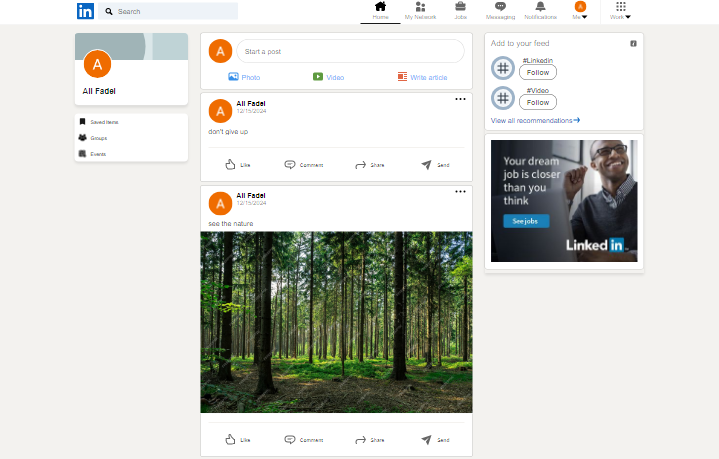 in
Search
Home
My Network
Jobs
Messaging
Notifications
Me
Work
A
Ali Fadel
Saved Items
Groups
Events
A
Start a post
Photo
Video
Write article
A
Ali Fadel
12/15/2024
don't give up
Like
Comment
Share
Send
A
Ali Fadel
12/15/2024
see the nature
Like
Comment
Share
Send
Add to your feed
#
#Linkedin
Follow
#
#Video
Follow
View all recommendations
Your dream
job is closer
than you
think
See jobs
Linked in